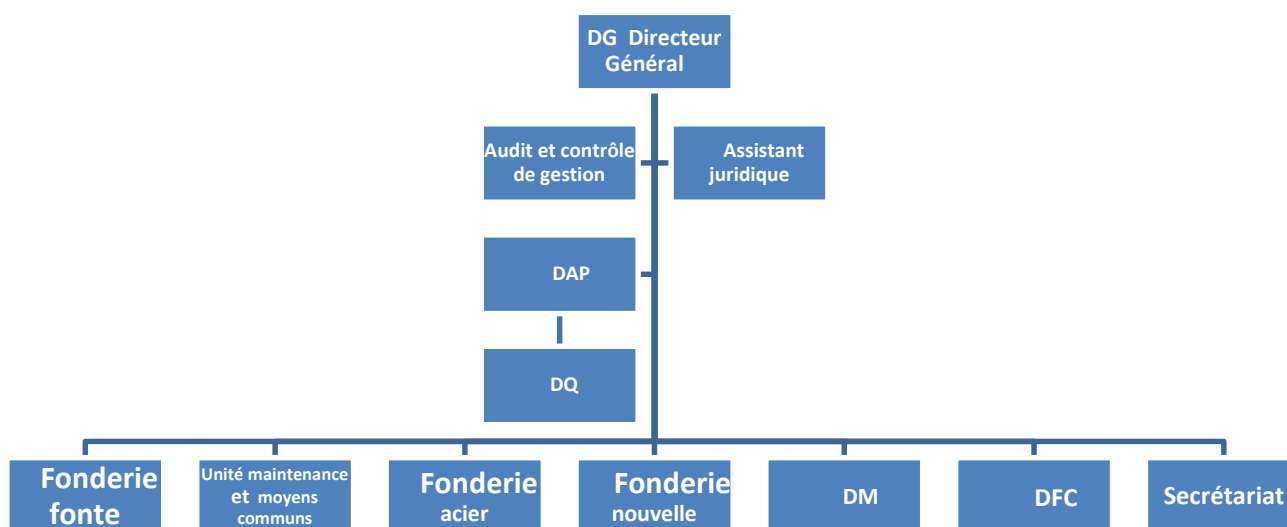 DG Directeur
Général
Audit et contrôle
de gestion
Assistant
juridique
DAP
DQ
Fonderie
fonte
Unité maintenance
et moyens
communs
Fonderie
acier
Fonderie
nouvelle
DM
DFC
Secrétariat